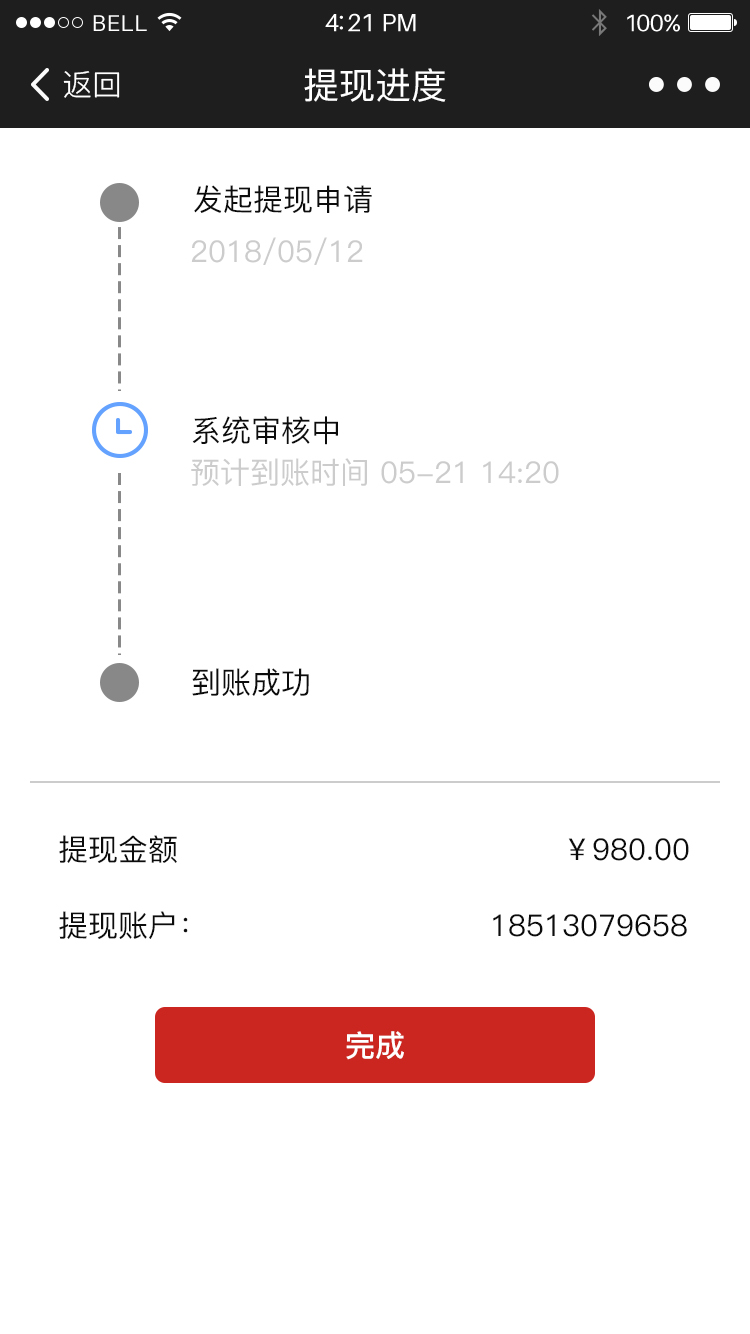 BELL 4:21 PM 100%
返回 提现进度
发起提现申请
2018/05/12
系统审核中
预计到账时间 05-21 14:20
到账成功
提现金额 ¥980.00
提现账户: 18513079658
完成